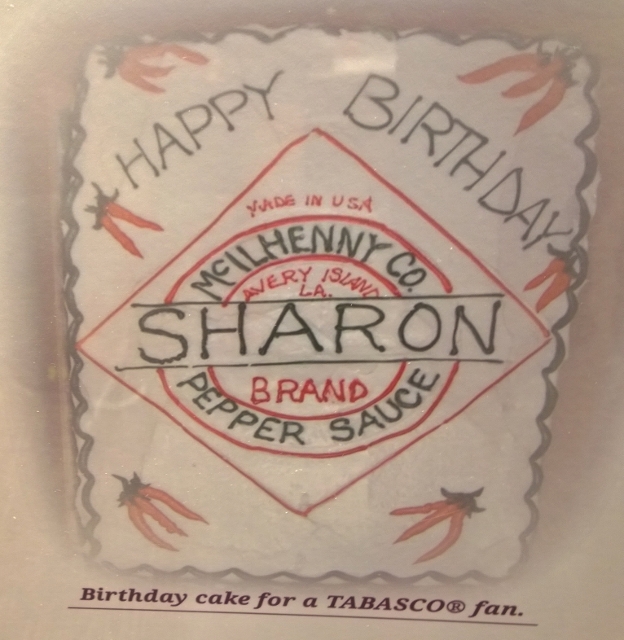 HAPPY BIRTHDAY
MADE IN USA
McILHENNY CO.
AVERY ISLAND
LA.
SHARON
BRAND
PEPPER SAUCE
Birthday cake for a TABASCO® fan.